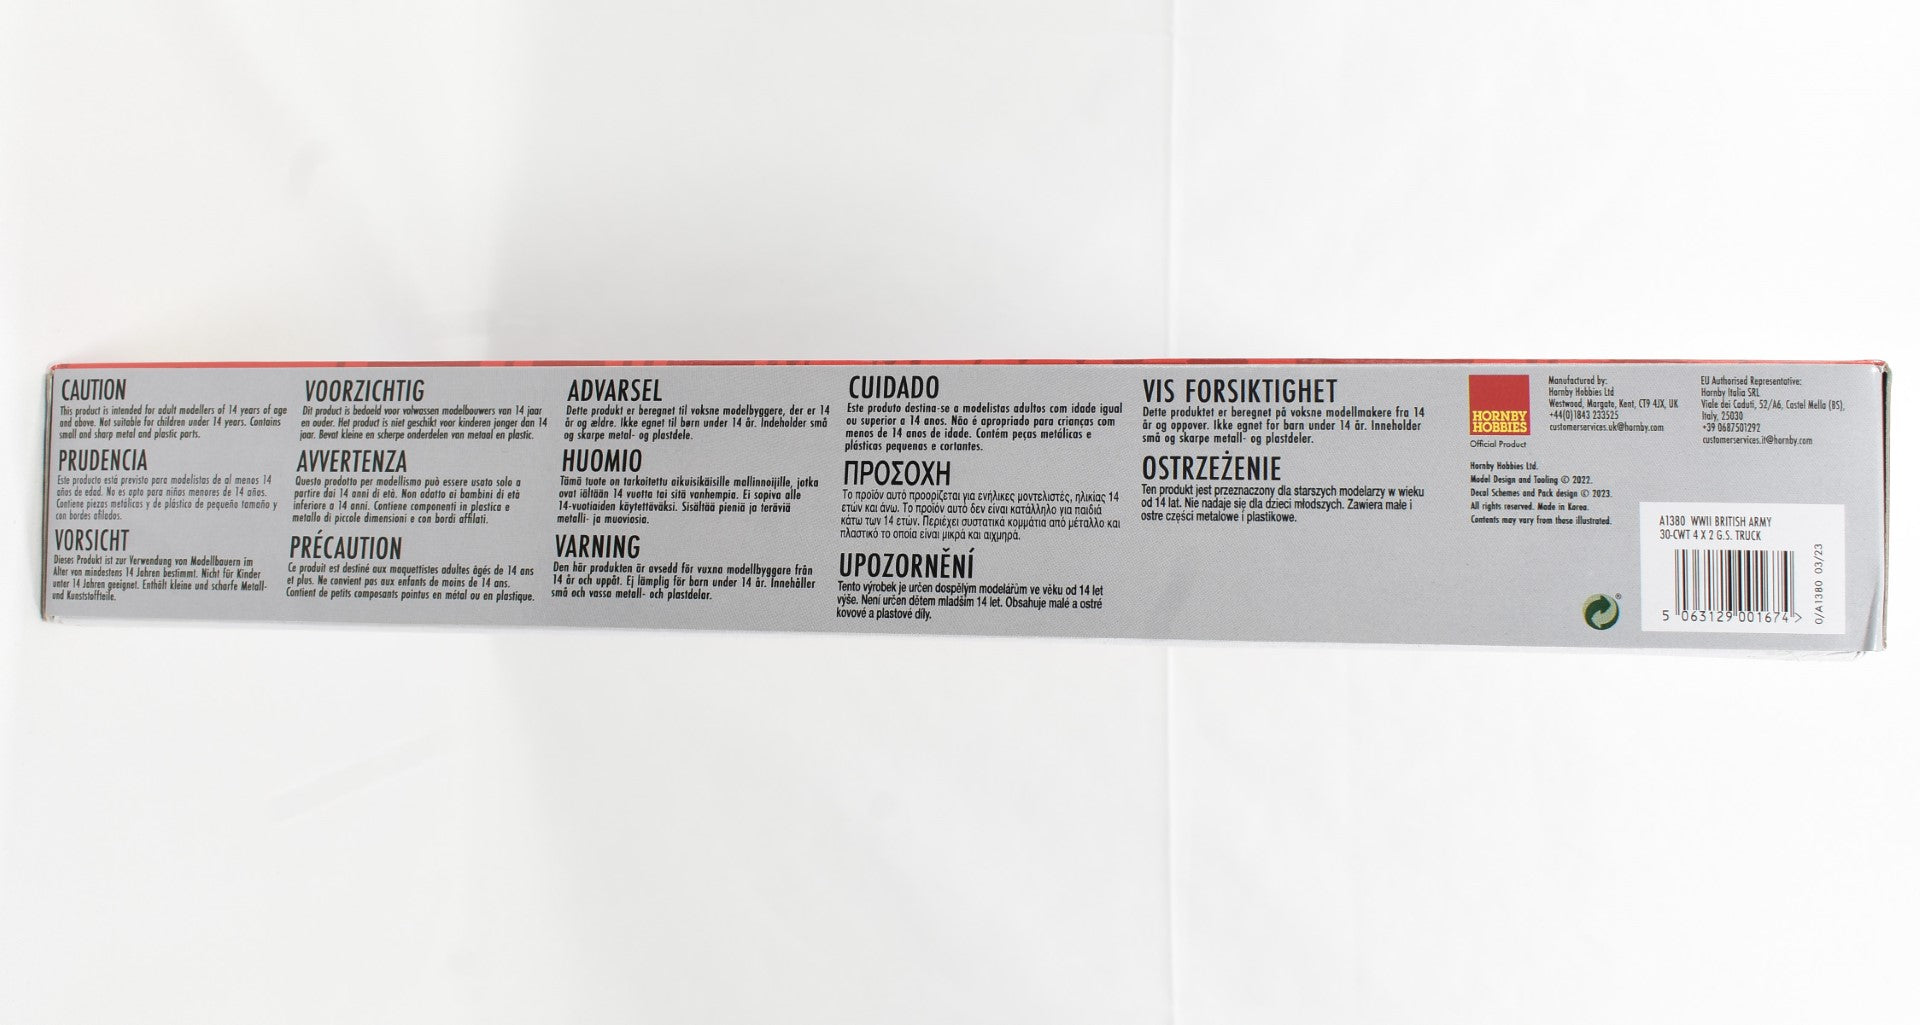 CAUTION
This product is intended for adult modellers of 14 years of age
and above. Not suitable for children under 14 years. Contains
small and sharp metal and plastic parts.
PRUDENCIA
Este producto está previsto para modelistas de al menos 14
años de edad. No es apto para niños menores de 14 años.
Contiene piezas metálicas y de plástico de pequeño tamaño y
con bordes afilados.
VORSICHT
Dieses Produkt ist zur Verwendung von Modellbauern im
Alter von mindestens 14 Jahren bestimmt. Nicht für Kinder
unter 14 Jahren geeignet. Enthält kleine und scharfe Metall-
und Kunststoffteile.
VOORZICHTIG
Dit product is bedoeld voor volwassen modelbouwers van 14 jaar
en ouder. Het product is niet geschikt voor kinderen jonger dan 14
jaar. Bevat kleine en scherpe onderdelen van metaal en plastic.
AVVERTENZA
Questo prodotto per modellismo può essere usato solo a
partire dai 14 anni di età. Non adatto ai bambini di età
inferiore a 14 anni. Contiene componenti in plastica e
metallo di piccole dimensioni e con bordi affilati.
PRÉCAUTION
Ce produit est destiné aux maquettistes adultes âgés de 14 ans
et plus. Ne convient pas aux enfants de moins de 14 ans.
Contient de petits composants pointus en métal ou en plastique.
ADVARSEL
Dette produkt er beregnet til voksne modelbyggere, der er 14
år og ældre. Ikke egnet til børn under 14 år. Indeholder små
og skarpe metal- og plastdele.
HUOMIO
Tämä tuote on tarkoitettu aikuisikäisille mallinnoijille, jotka
ovat iältään 14 vuotta tai sitä vanhempia. Ei sopiva alle
14-vuotiaiden käytettäväksi. Sisältää pieniä ja teräviä
metalli- ja muoviosia.
VARNING
Den här produkten är avsedd för vuxna modellbyggare från
14 år och uppåt. Ej lämplig för barn under 14 år. Innehåller
små och vassa metall- och plastdelar.
CUIDADO
Este produto destina-se a modelistas adultos com idade igual
ou superior a 14 anos. Não é apropriado para crianças com
menos de 14 anos de idade. Contém peças metálicas e
plásticas pequenas e cortantes.
ΠΡΟΣΟΧΗ
Το προϊόν αυτό προορίζεται για ενήλικες μοντελιστές, ηλικίας 14
ετών και άνω. Το προϊόν αυτό δεν είναι κατάλληλο για παιδιά
κάτω των 14 ετών. Περιέχει συστατικά κομμάτια από μέταλλο και
πλαστικό το οποία είναι μικρά και αιχμηρά.
UPOZORNĚNÍ
Tento výrobek je určen dospělým modelářům ve věku od 14 let
výše. Není určen dětem mladším 14 let. Obsahuje malé a ostré
kovové a plastové díly.
VIS FORSIKTIGHET
Dette produktet er beregnet på voksne modellmakere fra 14
år og oppover. Ikke egnet for barn under 14 år. Inneholder
små og skarpe metall- og plastdeler.
OSTRZEŻENIE
Ten produkt jest przeznaczony dla starszych modelarzy w wieku
od 14 lat. Nie nadaje się dla dzieci młodszych. Zawiera małe i
ostre części metalowe i plastikowe.
HORNBY
HOBBIES
Official Product
Manufactured by:
Hornby Hobbies Ltd
Westwood, Margate, Kent, CT9 4JX, UK
+44(0)1843 233525
customerservices.uk@hornby.com
EU Authorised Representative:
Hornby Italia SRL
Viale dei Caduti, 52/A6, Castel Mella (BS),
Italy, 25030
+39 0687501292
customerservices.it@hornby.com
Hornby Hobbies Ltd.
Model Design and Tooling © 2022.
Decal Schemes and Pack design © 2023.
All rights reserved. Made in Korea.
Contents may vary from those illustrated.
®
A1380 WWII BRITISH ARMY
30-CWT 4 X 2 G.S. TRUCK
5 063129 001674 >
0/A1380 03/23